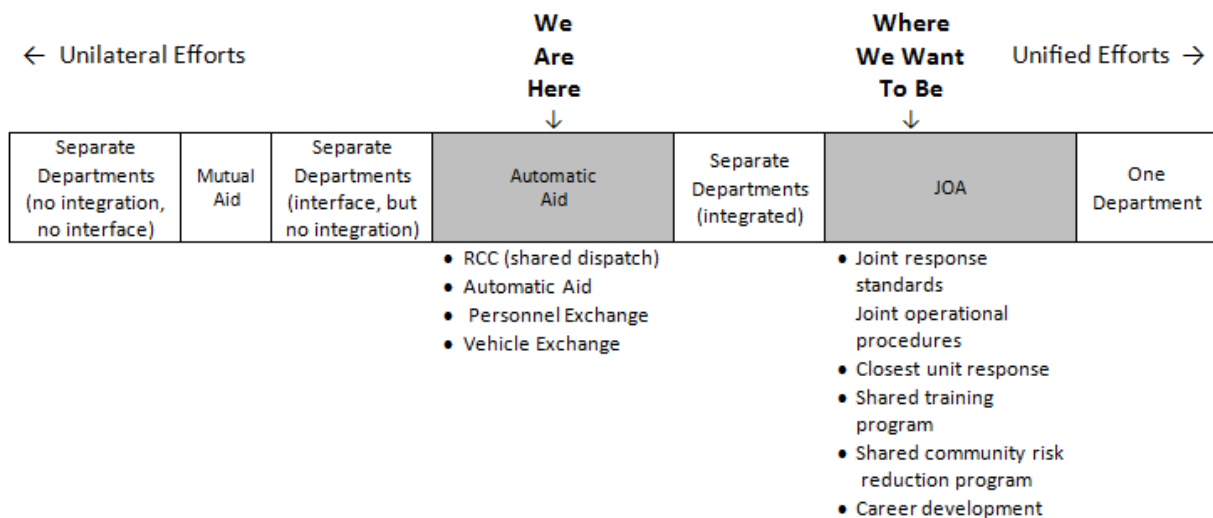 ← Unilateral Efforts
We
Are
Here
↓
Where
We Want
To Be
↓
Unified Efforts →
Separate
Departments
(no integration,
no interface)
Mutual
Aid
Separate
Departments
(interface, but
no integration)
Automatic
Aid
Separate
Departments
(integrated)
JOA
One
Department
• RCC (shared dispatch)
• Automatic Aid
• Personnel Exchange
• Vehicle Exchange
• Joint response
standards
Joint operational
procedures
• Closest unit response
• Shared training
program
• Shared community risk
reduction program
• Career development